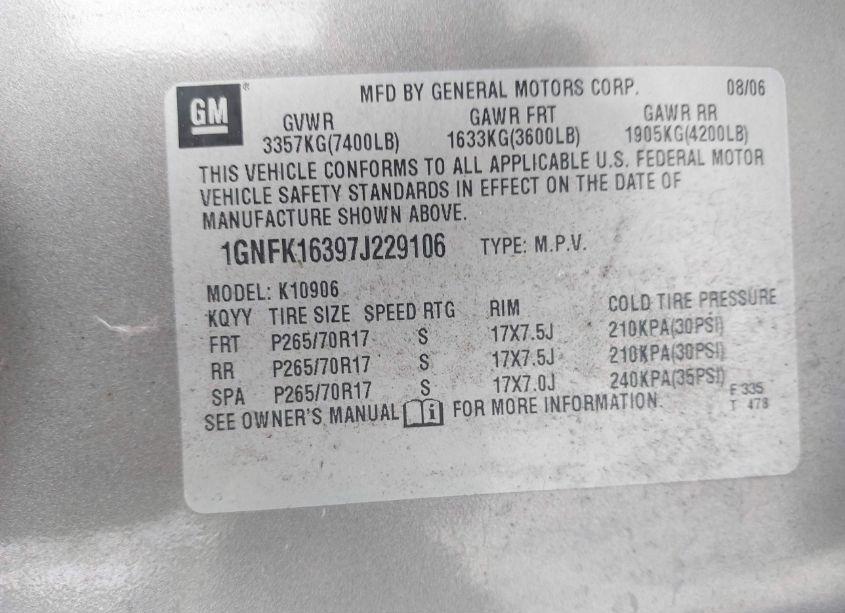 GM ®
MFD BY GENERAL MOTORS CORP. 08/06
GVWR GAWR FRT GAWR RR
3357KG(7400LB) 1633KG(3600LB) 1905KG(4200LB)
THIS VEHICLE CONFORMS TO ALL APPLICABLE U.S. FEDERAL MOTOR
VEHICLE SAFETY STANDARDS IN EFFECT ON THE DATE OF
MANUFACTURE SHOWN ABOVE.
1GNFK16397J229106 TYPE: M.P.V.
MODEL: K10906
KQYY TIRE SIZE SPEED RTG RIM COLD TIRE PRESSURE
FRT P265/70R17 S 17X7.5J 210KPA(30PSI)
RR P265/70R17 S 17X7.5J 210KPA(30PSI)
SPA P265/70R17 S 17X7.0J 240KPA(35PSI)
SEE OWNER'S MANUAL i FOR MORE INFORMATION.
F 335
T 478